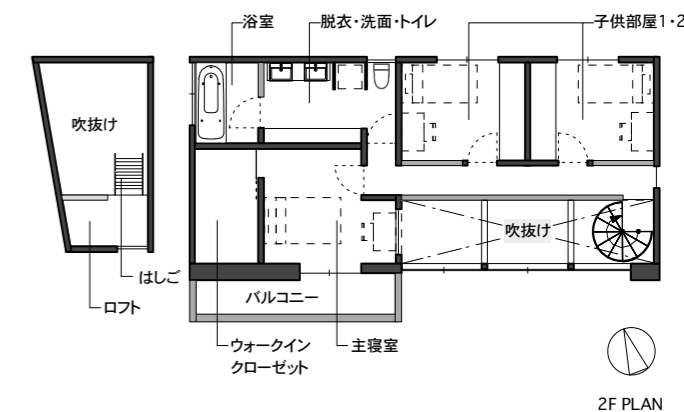 浴室
脱衣・洗面・トイレ
子供部屋1・2
吹抜け
吹抜け
はしご
ロフト
バルコニー
ウォークイン
クローゼット
主寝室
2F PLAN